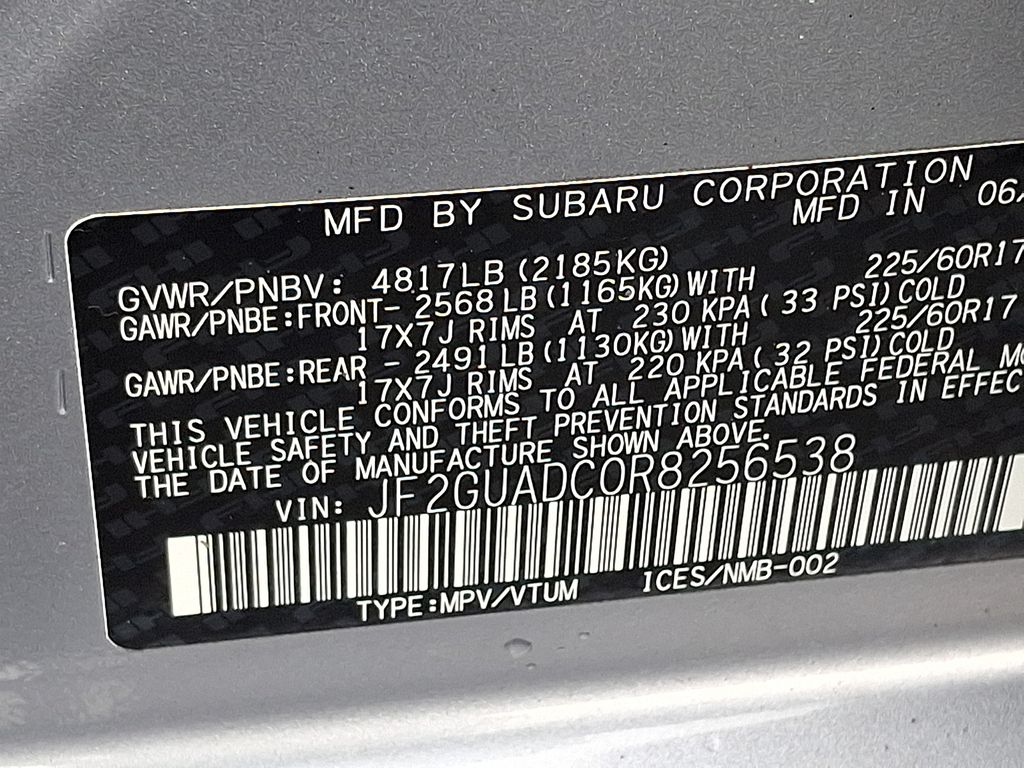 MFD BY SUBARU CORPORATION
MFD IN 06/
GVWR/PNBV: 4817LB (2185KG)
GAWR/PNBE:FRONT- 2568 LB(1165KG)WITH 225/60R17
17X7J RIMS AT 230 KPA( 33 PSI)COLD
GAWR/PNBE:REAR - 2491 LB(1130KG)WITH 225/60R17
17X7J RIMS AT 220 KPA( 32 PSI)COLD
THIS VEHICLE CONFORMS TO ALL APPLICABLE FEDERAL MO
VEHICLE SAFETY AND THEFT PREVENTION STANDARDS IN EFFEC
THE DATE OF MANUFACTURE SHOWN ABOVE.
VIN: JF2GUADC0R8256538
TYPE:MPV/VTUM ICES/NMB-002